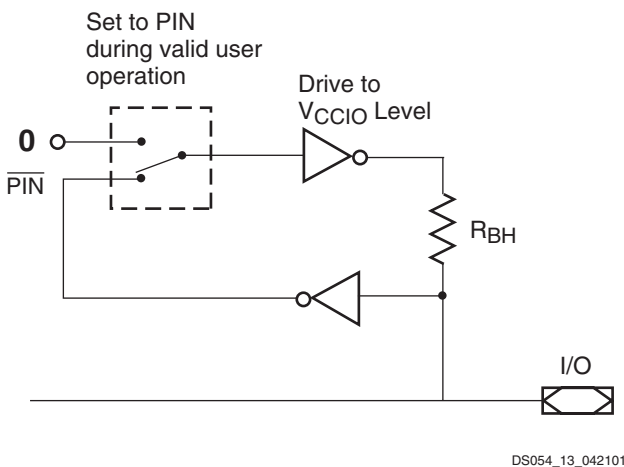 Set to PIN
during valid user
operation
Drive to
VCCIO Level
0
PIN
RBH
I/O
DS054_13_042101